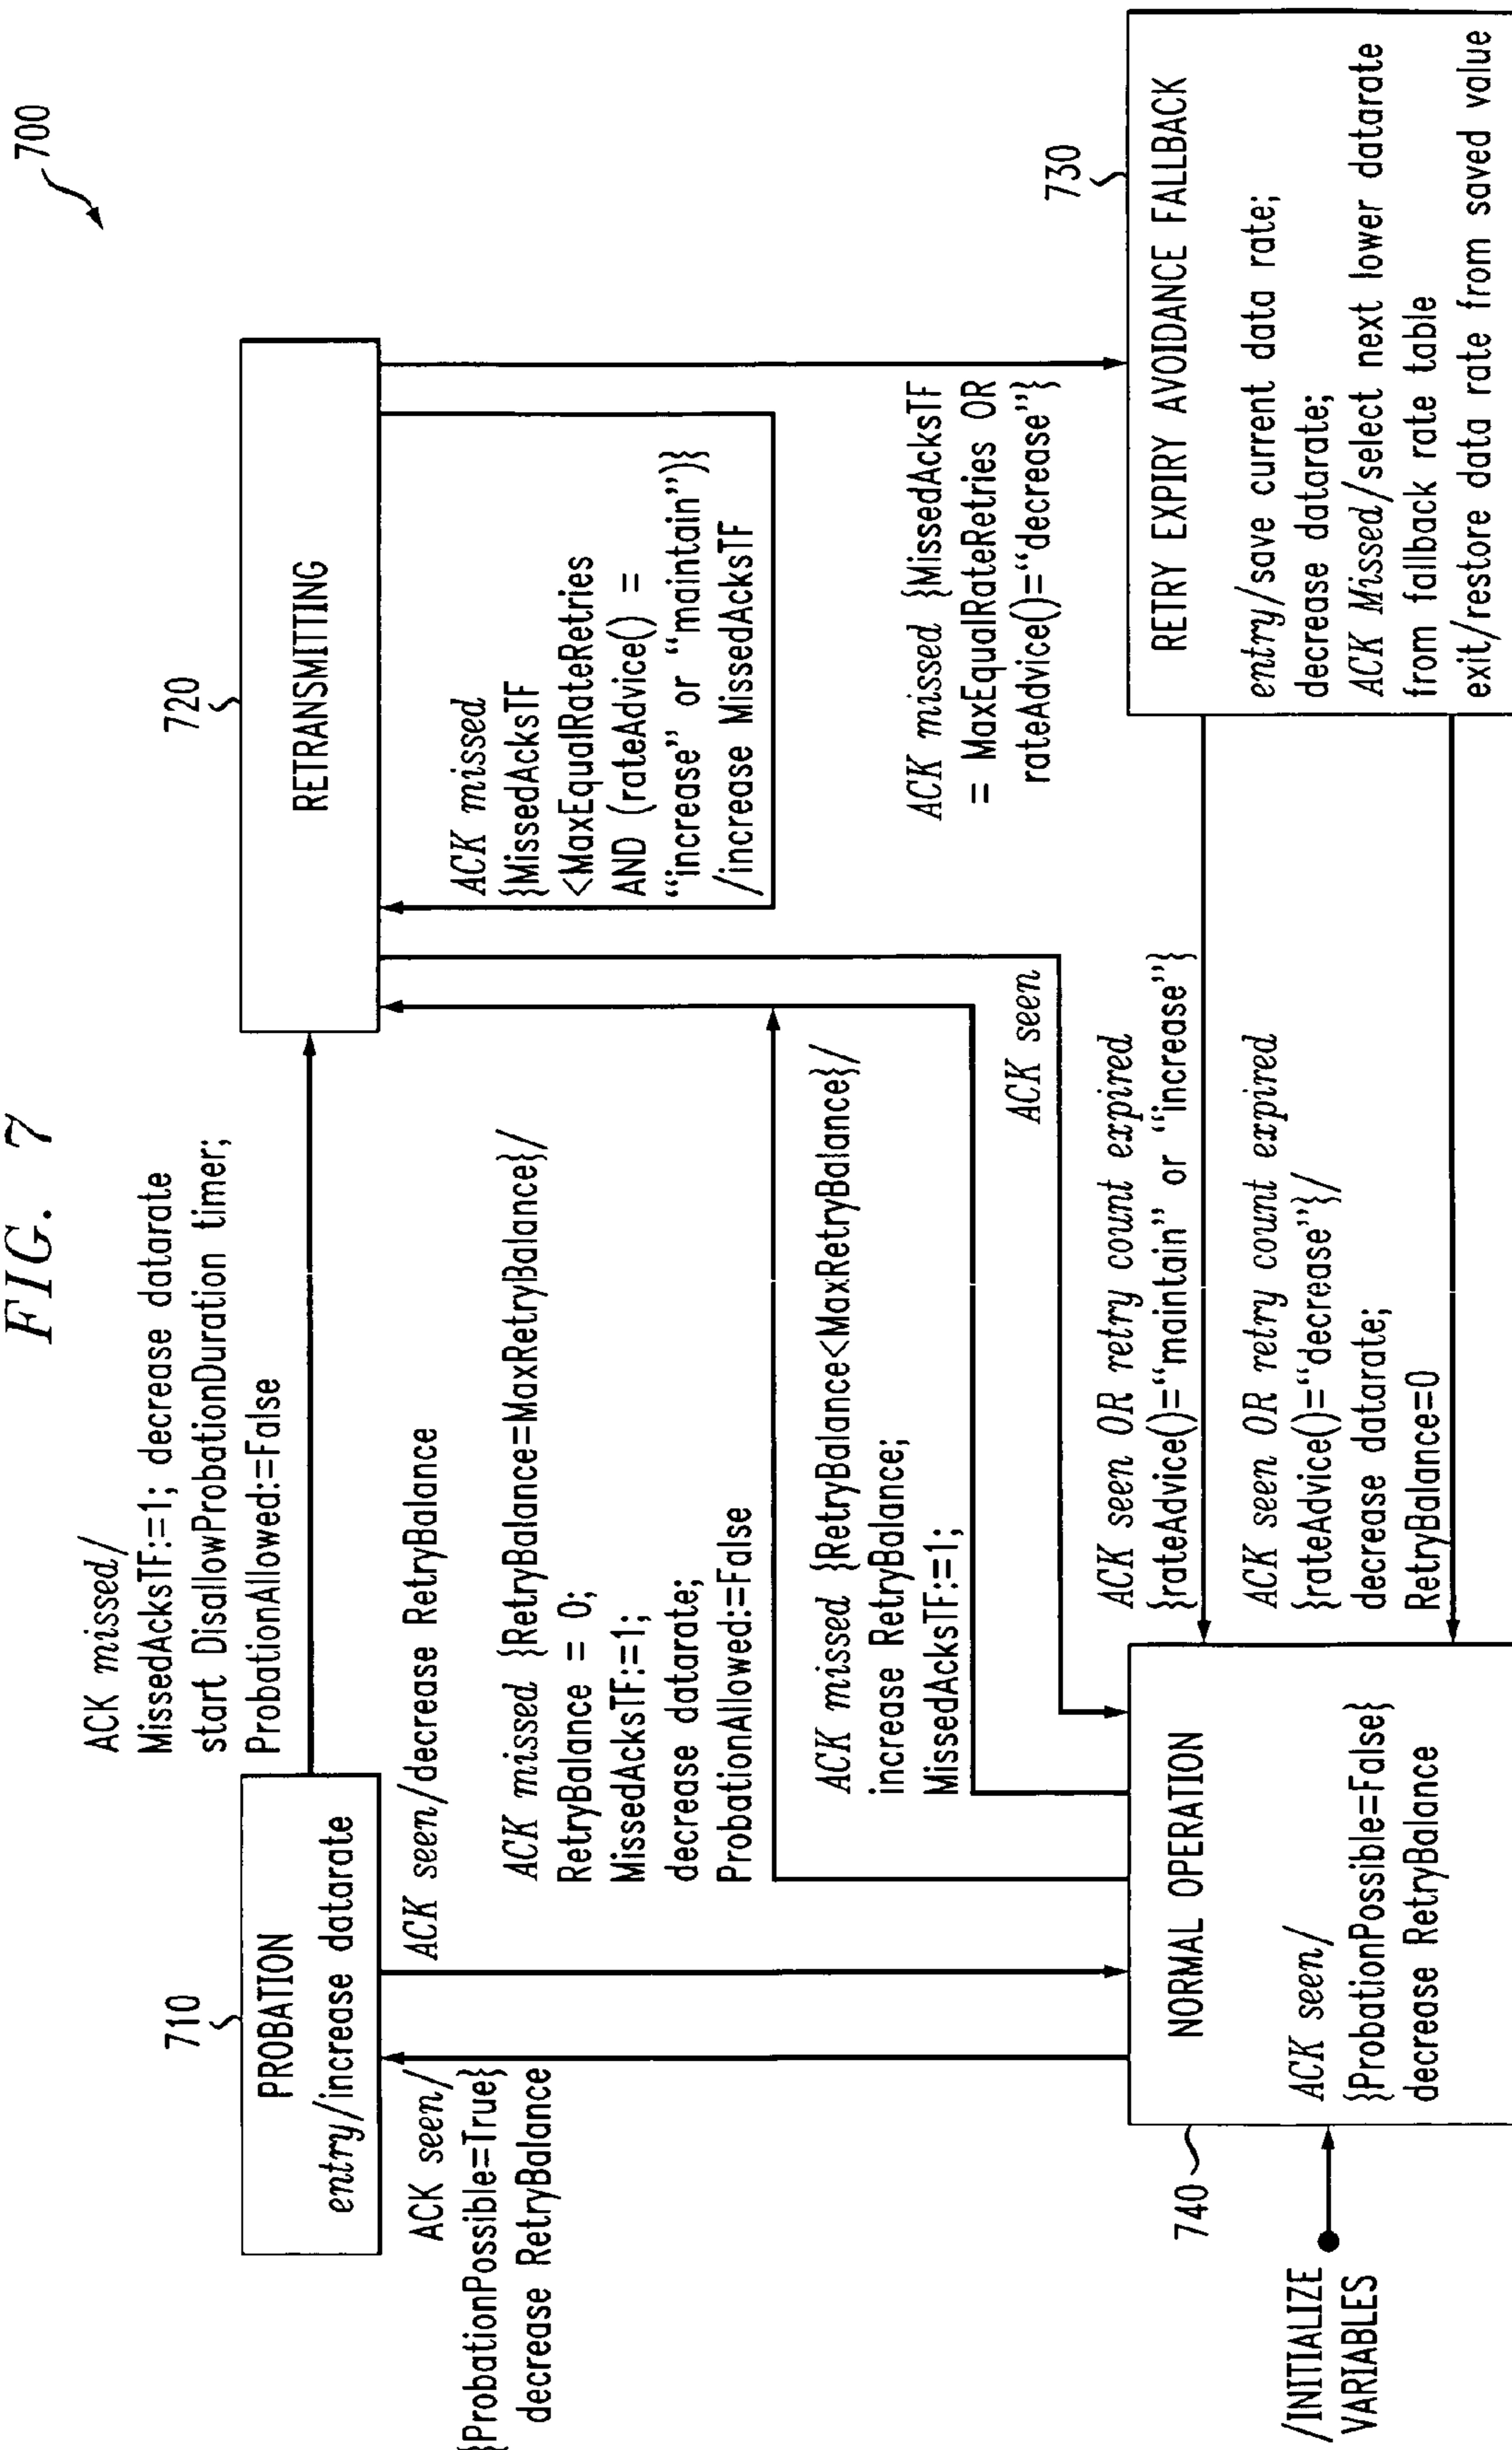 FIG. 7
700
ACK missed/
MissedAcksTF:=1; decrease datarate
start DisallowProbationDuration timer;
ProbationAllowed:=False
710
PROBATION
entry/increase datarate
720
RETRANSMITTING
ACK seen/
{ProbationPossible=True}
decrease RetryBalance
ACK seen/decrease RetryBalance
ACK missed {RetryBalance=MaxRetryBalance}/
RetryBalance = 0;
MissedAcksTF:=1;
decrease datarate;
ProbationAllowed:=False
ACK missed
{MissedAcksTF
<MaxEqualRateRetries
AND (rateAdvice() =
“increase” or “maintain”)}
/increase MissedAcksTF
ACK missed {RetryBalance<MaxRetryBalance}/
increase RetryBalance;
MissedAcksTF:=1;
ACK missed {MissedAcksTF
= MaxEqualRateRetries OR
rateAdvice()=“decrease”}
ACK seen
730
740
NORMAL OPERATION
ACK seen/
{ProbationPossible=False}
decrease RetryBalance
ACK seen OR retry count expired
{rateAdvice()=“maintain” or “increase”}
ACK seen OR retry count expired
{rateAdvice()=“decrease”}/
decrease datarate;
RetryBalance=0
RETRY EXPIRY AVOIDANCE FALLBACK
entry/save current data rate;
decrease datarate;
ACK Missed/select next lower datarate
from fallback rate table
exit/restore data rate from saved value
/INITIALIZE
VARIABLES